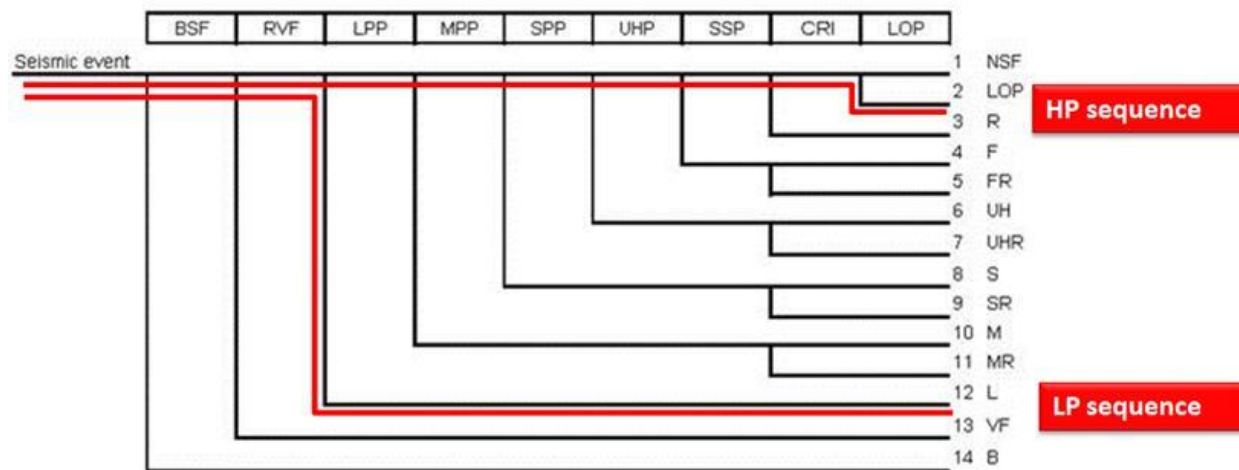 BSF RVF LPP MPP SPP UHP SSP CRI LOP
Seismic event
1 NSF
2 LOP
HP sequence
3 R
4 F
5 FR
6 UH
7 UHR
8 S
9 SR
10 M
11 MR
12 L
LP sequence
13 VF
14 B